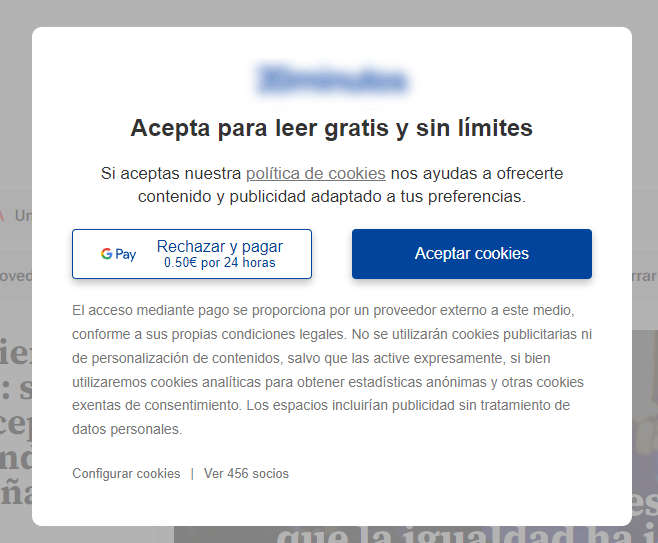 Acepta para leer gratis y sin límites
Si aceptas nuestra política de cookies nos ayudas a ofrecerte
contenido y publicidad adaptado a tus preferencias.
G Pay
Rechazar y pagar
0.50€ por 24 horas
Aceptar cookies
El acceso mediante pago se proporciona por un proveedor externo a este medio,
conforme a sus propias condiciones legales. No se utilizarán cookies publicitarias ni
de personalización de contenidos, salvo que las active expresamente, si bien
utilizaremos cookies analíticas para obtener estadísticas anónimas y otras cookies
exentas de consentimiento. Los espacios incluirían publicidad sin tratamiento de
datos personales.
Configurar cookies | Ver 456 socios
que la igualdad ha i